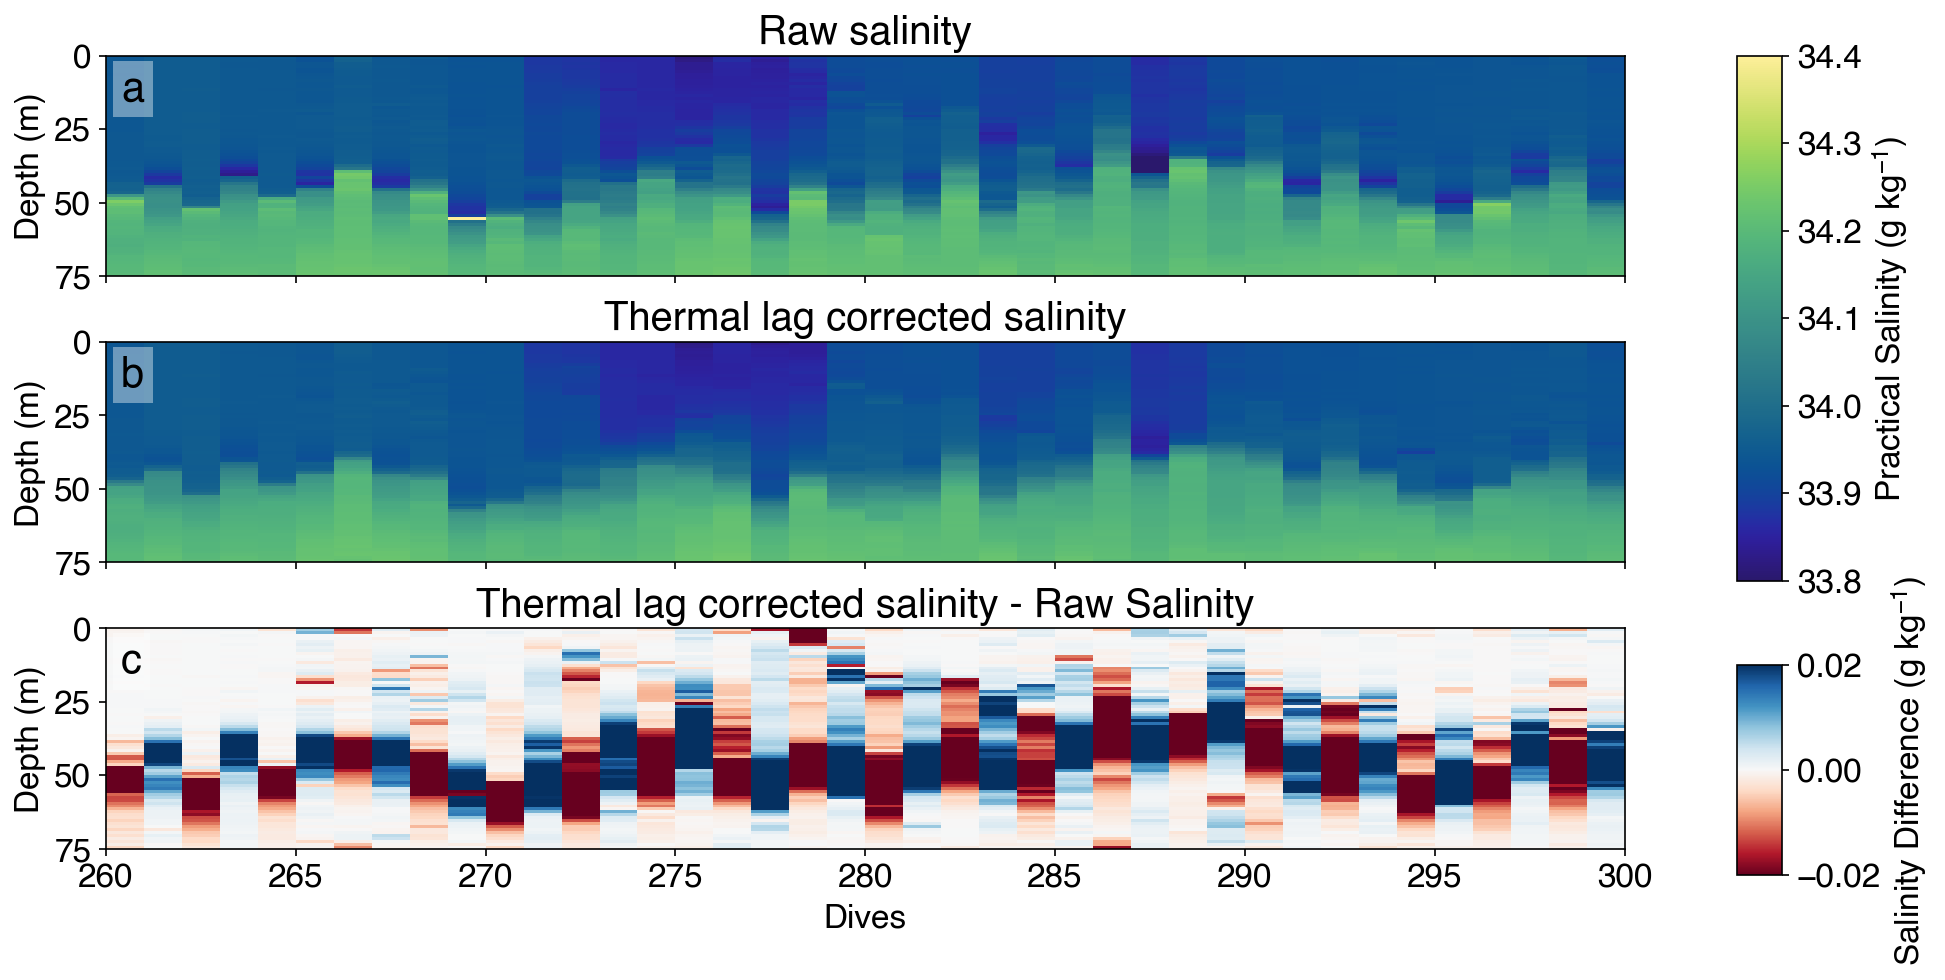 Raw salinity
a
0
25
50
75
Depth (m)
Thermal lag corrected salinity
b
0
25
50
75
Depth (m)
Thermal lag corrected salinity - Raw Salinity
c
0
25
50
75
Depth (m)
260 265 270 275 280 285 290 295 300
Dives
34.4
34.3
34.2
34.1
34.0
33.9
33.8
Practical Salinity (g kg⁻¹)
0.02
0.00
−0.02
Salinity Difference (g kg⁻¹)